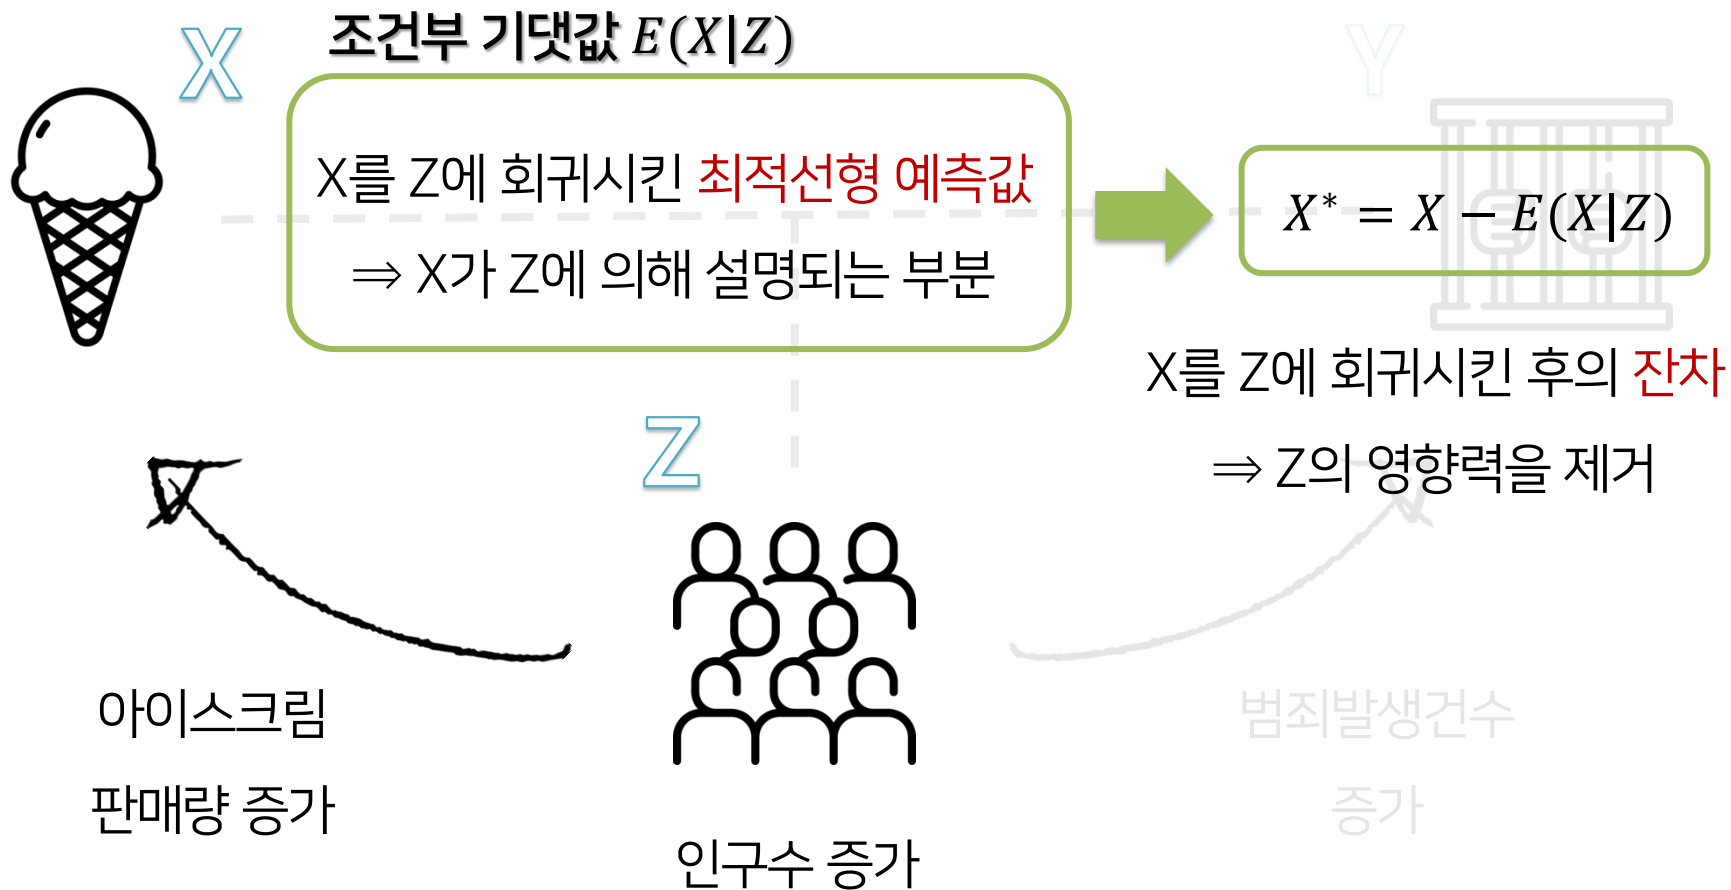 X
조건부 기댓값 E(X|Z)
Y
X를 Z에 회귀시킨 최적선형 예측값
⇒ X가 Z에 의해 설명되는 부분
X* = X − E(X|Z)
X를 Z에 회귀시킨 후의 잔차
⇒ Z의 영향력을 제거
Z
아이스크림
판매량 증가
인구수 증가
범죄발생건수
증가